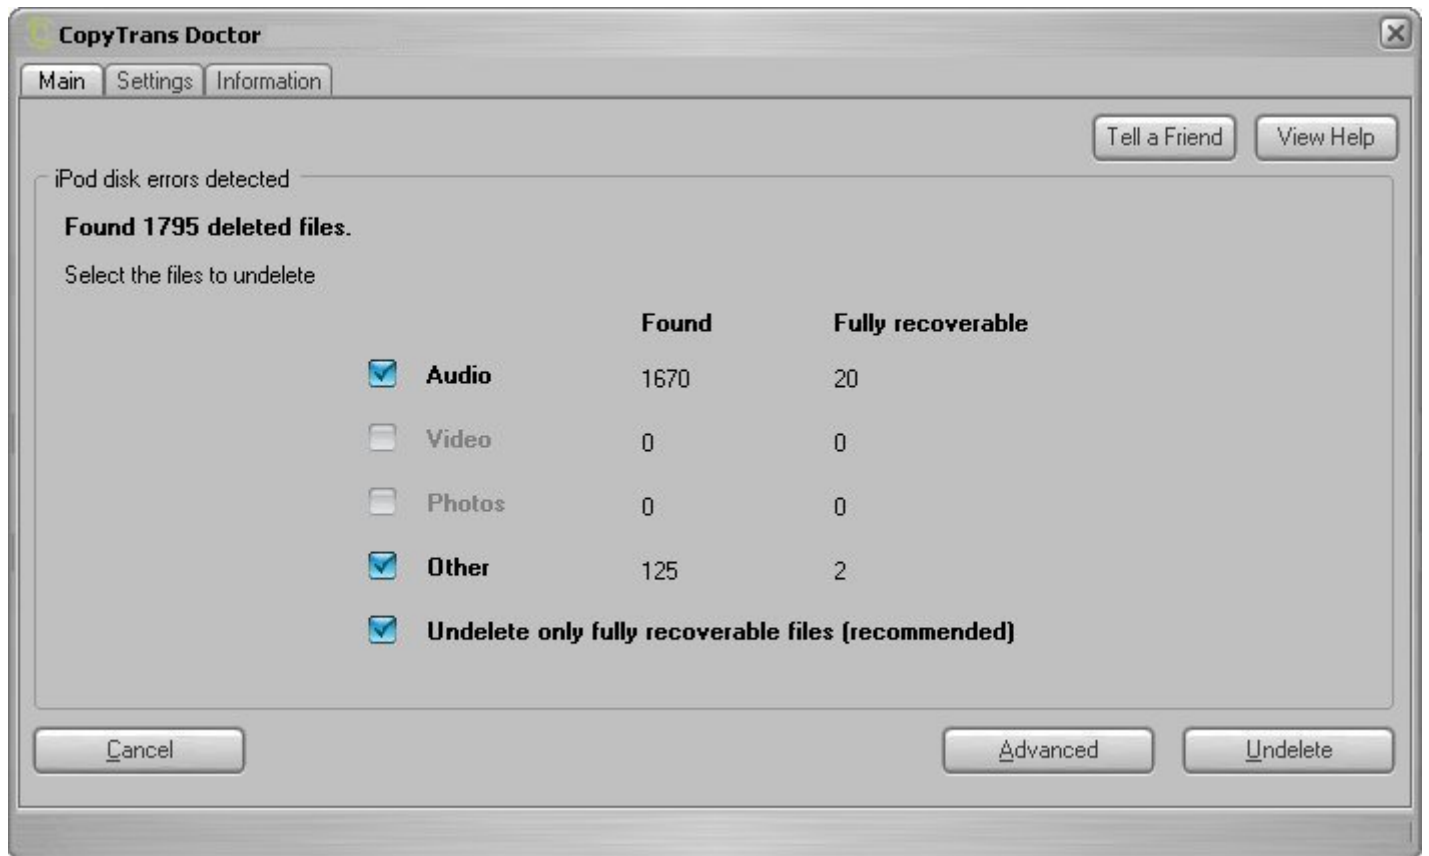 CopyTrans Doctor
Main Settings Information
Tell a Friend View Help
iPod disk errors detected
Found 1795 deleted files.
Select the files to undelete
Found Fully recoverable
Audio 1670 20
Video 0 0
Photos 0 0
Other 125 2
Undelete only fully recoverable files (recommended)
Cancel Advanced Undelete